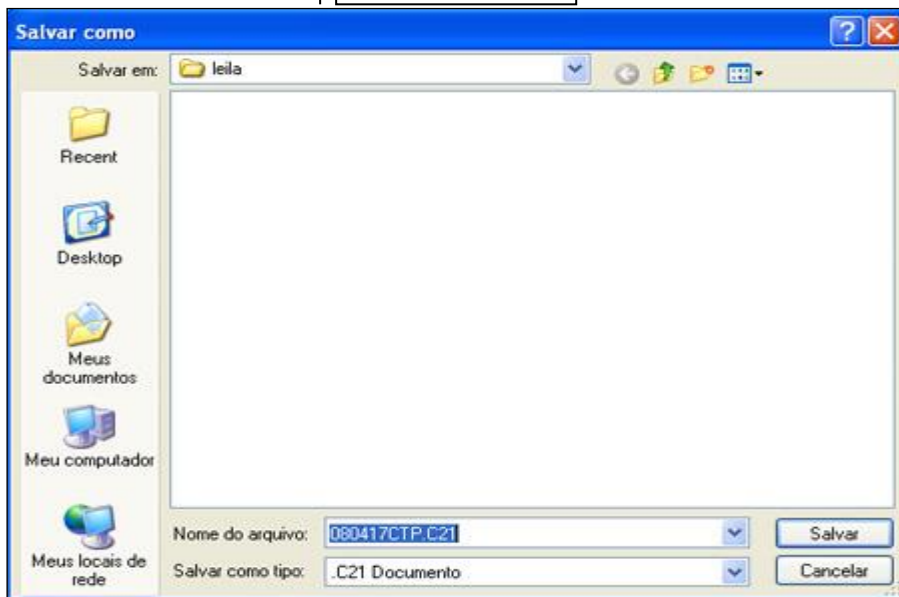 Salvar como
Salvar em: leila
Recent
Desktop
Meus
documentos
Meu computador
Meus locais de
rede
Nome do arquivo: 080417CTP.C21 Salvar
Salvar como tipo: .C21 Documento Cancelar